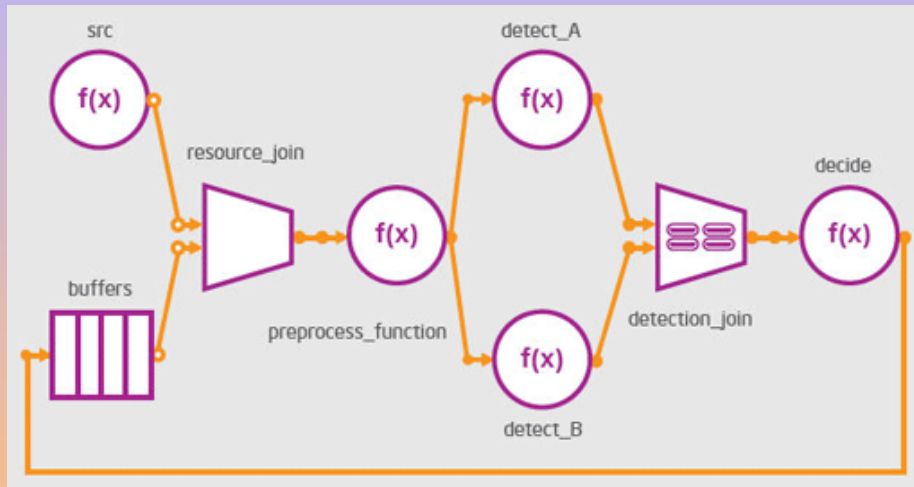 src
detect_A
f(x)
f(x)
resource_join
decide
f(x)
f(x)
buffers
preprocess_function
detection_join
f(x)
detect_B